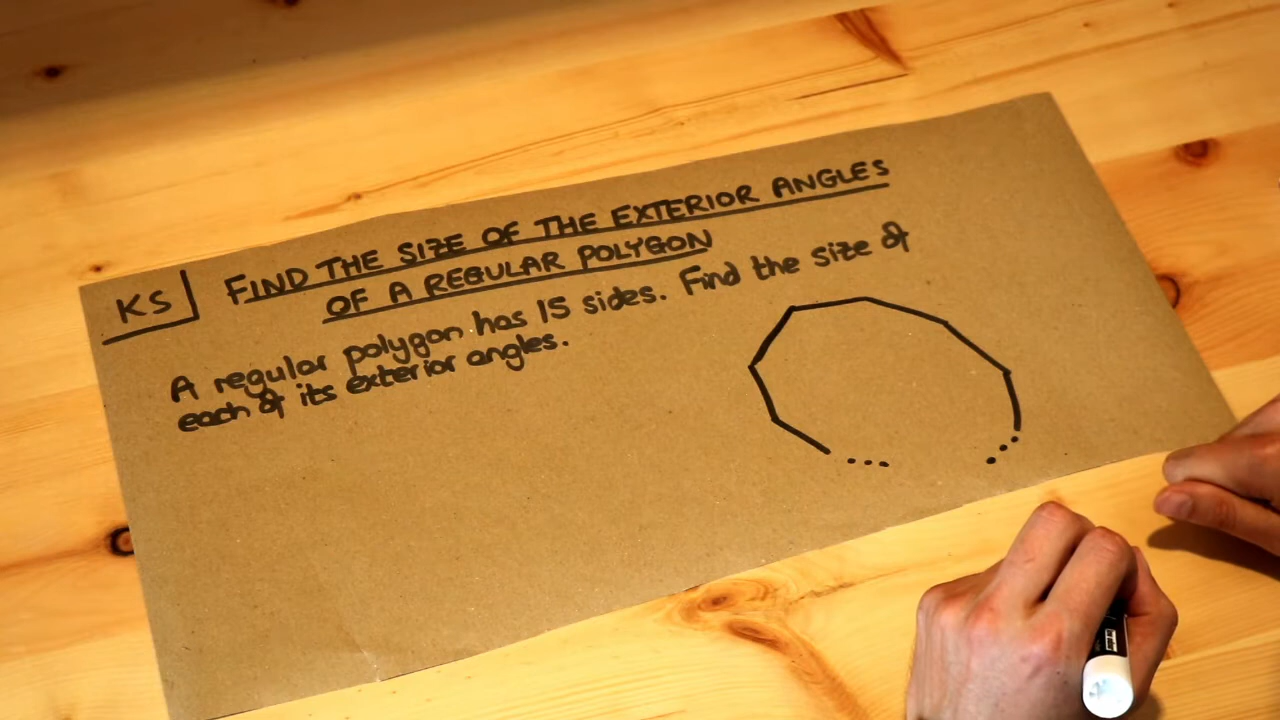 KS
FIND THE SIZE OF THE EXTERIOR ANGLES
OF A REGULAR POLYGON
A regular polygon has 15 sides. Find the size of
each of its exterior angles.